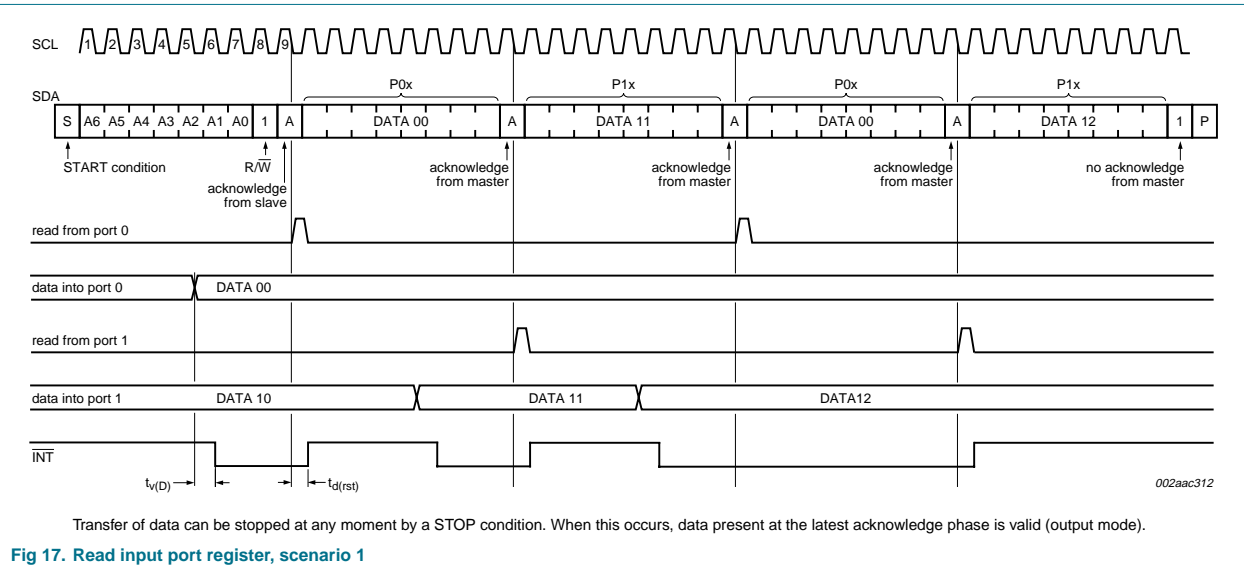 SCL 1 2 3 4 5 6 7 8 9
P0x P1x P0x P1x
SDA
S A6 A5 A4 A3 A2 A1 A0 1 A DATA 00 A DATA 11 A DATA 00 A DATA 12 1 P
START condition R/W̅
acknowledge
from slave
acknowledge
from master
acknowledge
from master
acknowledge
from master
no acknowledge
from master
read from port 0
data into port 0 DATA 00
read from port 1
data into port 1 DATA 10 DATA 11 DATA12
I̅N̅T̅
tv(D) td(rst)
002aac312
Transfer of data can be stopped at any moment by a STOP condition. When this occurs, data present at the latest acknowledge phase is valid (output mode).
Fig 17. Read input port register, scenario 1